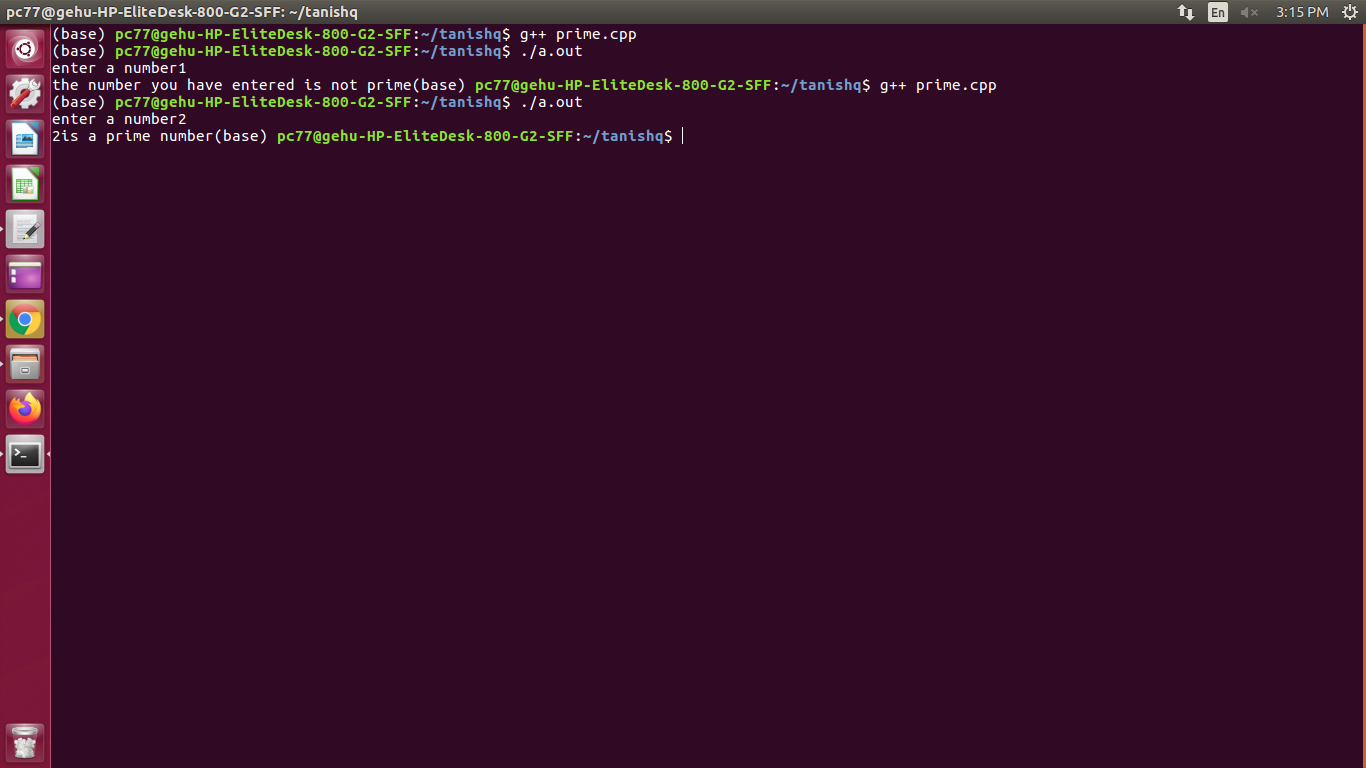 pc77@gehu-HP-EliteDesk-800-G2-SFF: ~/tanishq
En
3:15 PM
(base) pc77@gehu-HP-EliteDesk-800-G2-SFF:~/tanishq$ g++ prime.cpp
(base) pc77@gehu-HP-EliteDesk-800-G2-SFF:~/tanishq$ ./a.out
enter a number1
the number you have entered is not prime(base) pc77@gehu-HP-EliteDesk-800-G2-SFF:~/tanishq$ g++ prime.cpp
(base) pc77@gehu-HP-EliteDesk-800-G2-SFF:~/tanishq$ ./a.out
enter a number2
2is a prime number(base) pc77@gehu-HP-EliteDesk-800-G2-SFF:~/tanishq$